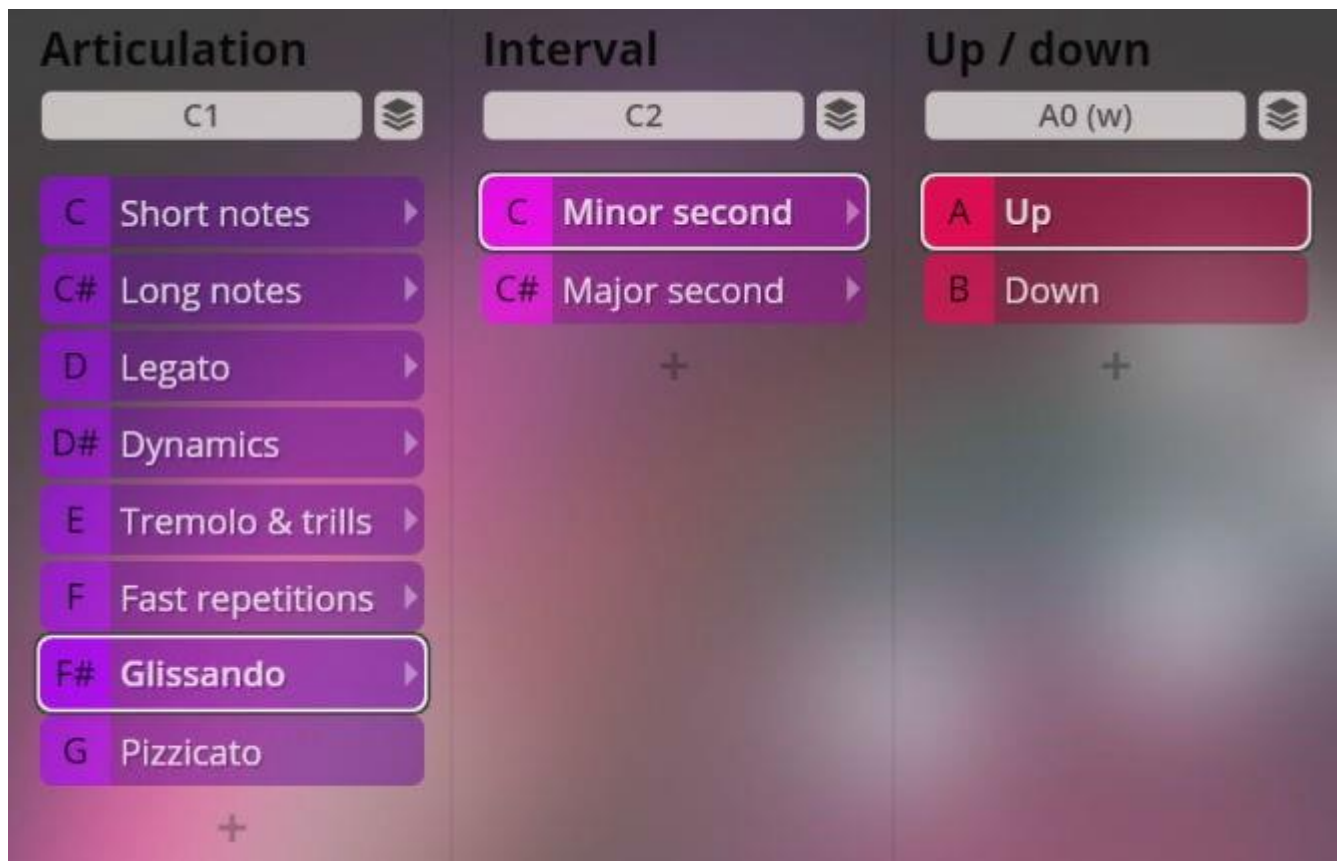 Articulation
C1
C Short notes
C# Long notes
D Legato
D# Dynamics
E Tremolo & trills
F Fast repetitions
F# Glissando
G Pizzicato
+
Interval
C2
C Minor second
C# Major second
+
Up / down
A0 (w)
A Up
B Down
+